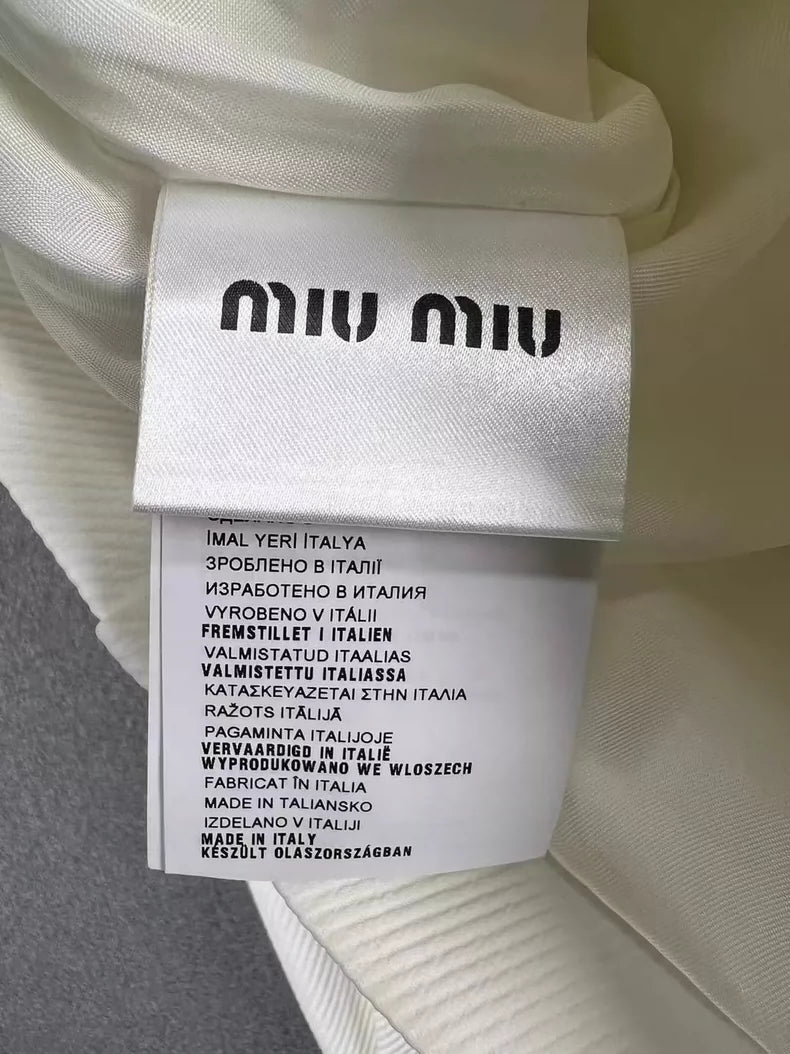 MIU MIU
İMAL YERİ İTALYA
ЗРОБЛЕНО В ІТАЛІЇ
ИЗРАБОТЕНО В ИТАЛИЯ
VYROBENO V ITÁLII
FREMSTILLET I ITALIEN
VALMISTATUD ITAALIAS
VALMISTETTU ITALIASSA
ΚΑΤΑΣΚΕΥΑΖΕΤΑΙ ΣΤΗΝ ΙΤΑΛΙΑ
RAŽOTS ITĀLIJĀ
PAGAMINTA ITALIJOJE
VERVAARDIGD IN ITALIË
WYPRODUKOWANO WE WLOSZECH
FABRICAT ÎN ITALIA
MADE IN TALIANSKO
IZDELANO V ITALIJI
MADE IN ITALY
KÉSZÜLT OLASZORSZÁGBAN